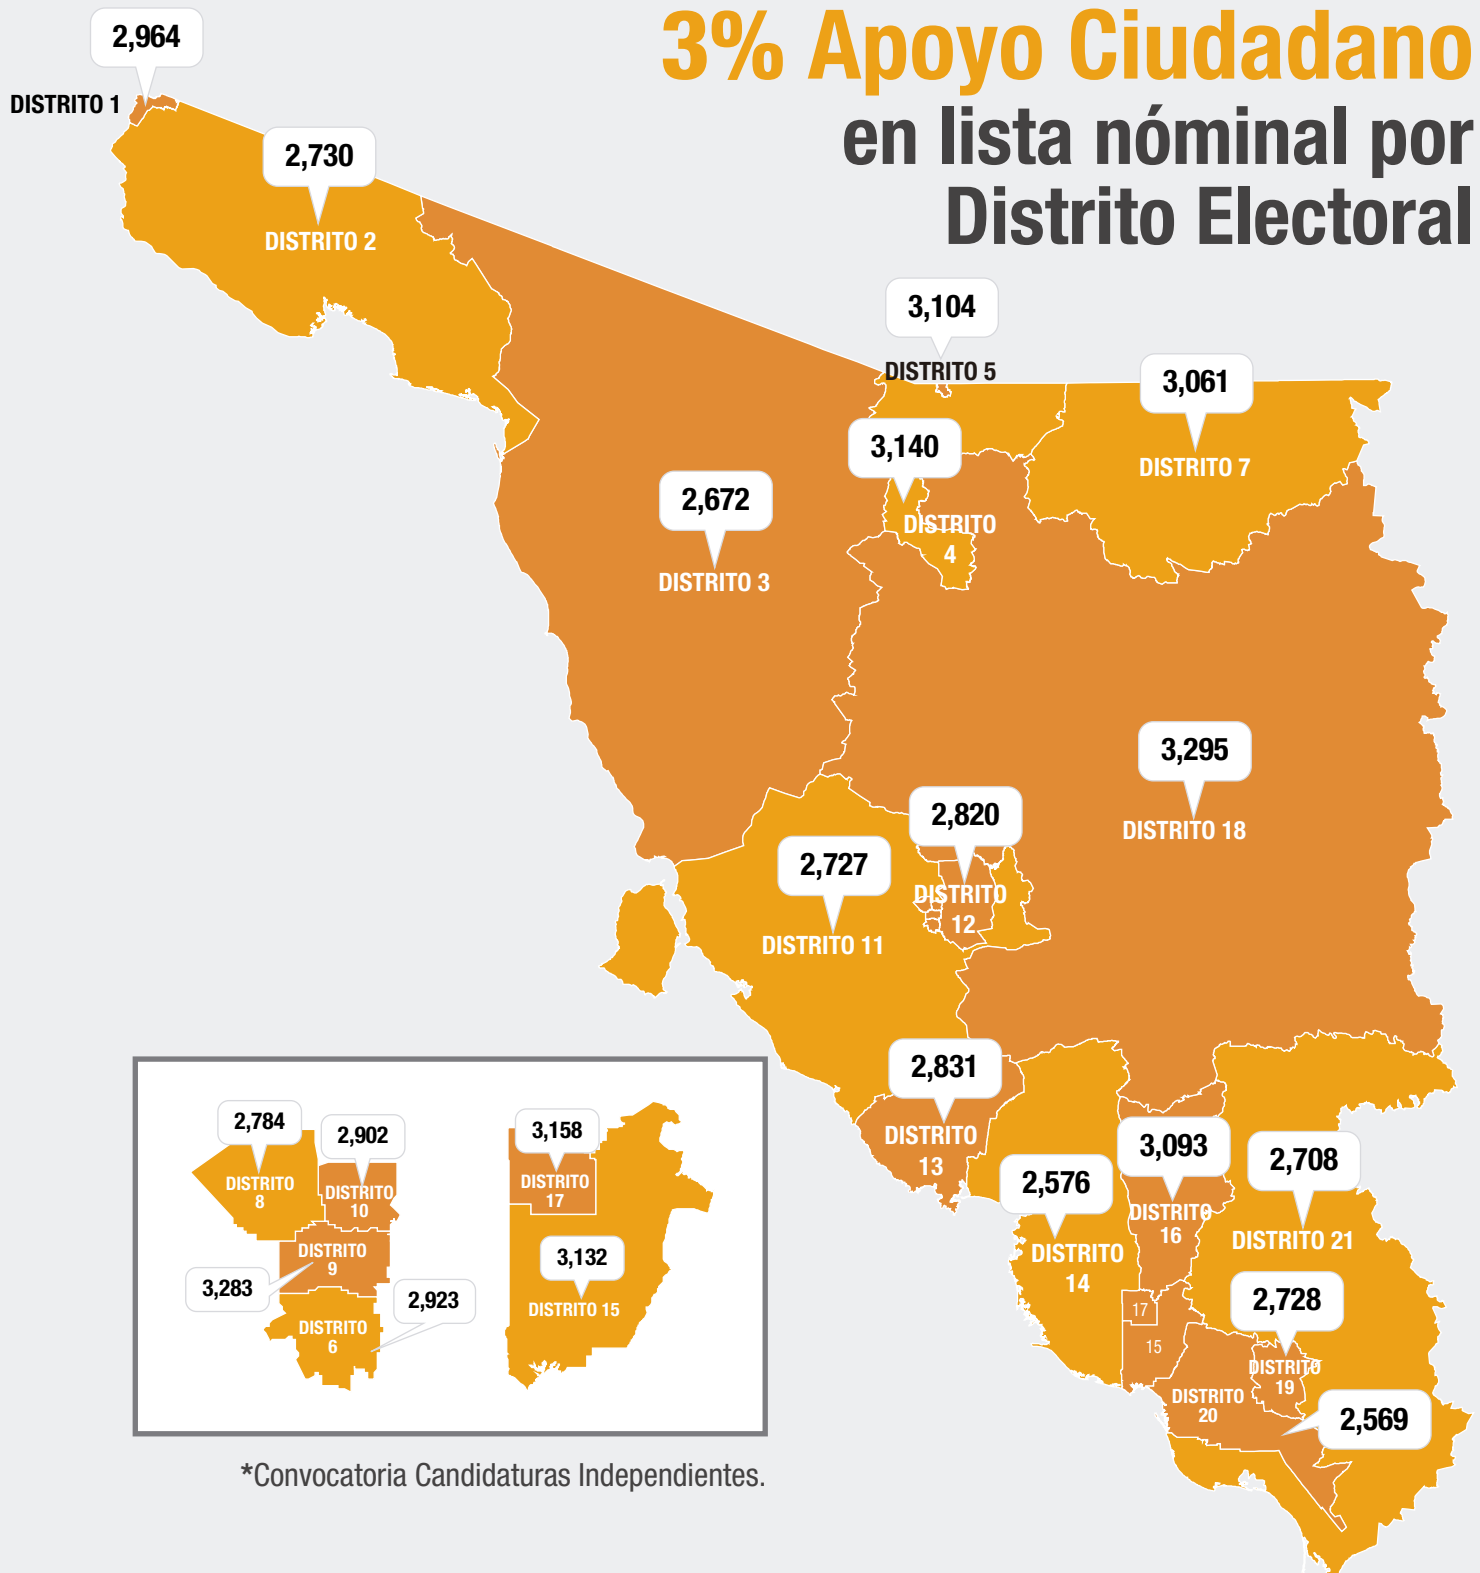 3% Apoyo Ciudadano
en lista nóminal por
Distrito Electoral
2,964
DISTRITO 1
2,730
DISTRITO 2
3,104
DISTRITO 5
3,061
DISTRITO 7
3,140
DISTRITO
4
2,672
DISTRITO 3
3,295
DISTRITO 18
2,820
DISTRITO
12
2,727
DISTRITO 11
2,831
DISTRITO
13
2,576
DISTRITO
14
3,093
DISTRITO
16
2,708
DISTRITO 21
2,728
DISTRITO
19
17
15
DISTRITO
20
2,569
2,784
DISTRITO
8
2,902
DISTRITO
10
DISTRITO
9
3,283
2,923
DISTRITO
6
3,158
DISTRITO
17
3,132
DISTRITO 15
*Convocatoria Candidaturas Independientes.